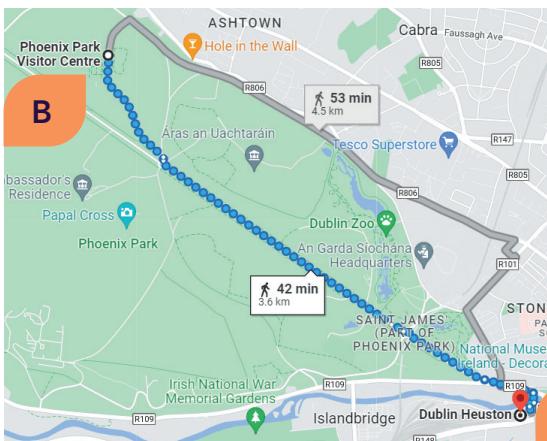 ASHTOWN
Cabra
Faussagh Ave
Phoenix Park
Visitor Centre
Hole in the Wall
R805
R806
B
53 min
4.5 km
R147
Tesco Superstore
Áras an Uachtaráin
bassador's
Residence
R806
Papal Cross
Dublin Zoo
Phoenix Park
An Garda Síochána
Headquarters
R101
42 min
3.6 km
STON
SAINT JAMES'
(PART OF
PHOENIX PARK)
National Muse
Ireland - Decora
R109
Irish National War
Memorial Gardens
R109
R109
Islandbridge
Dublin Heuston
R148